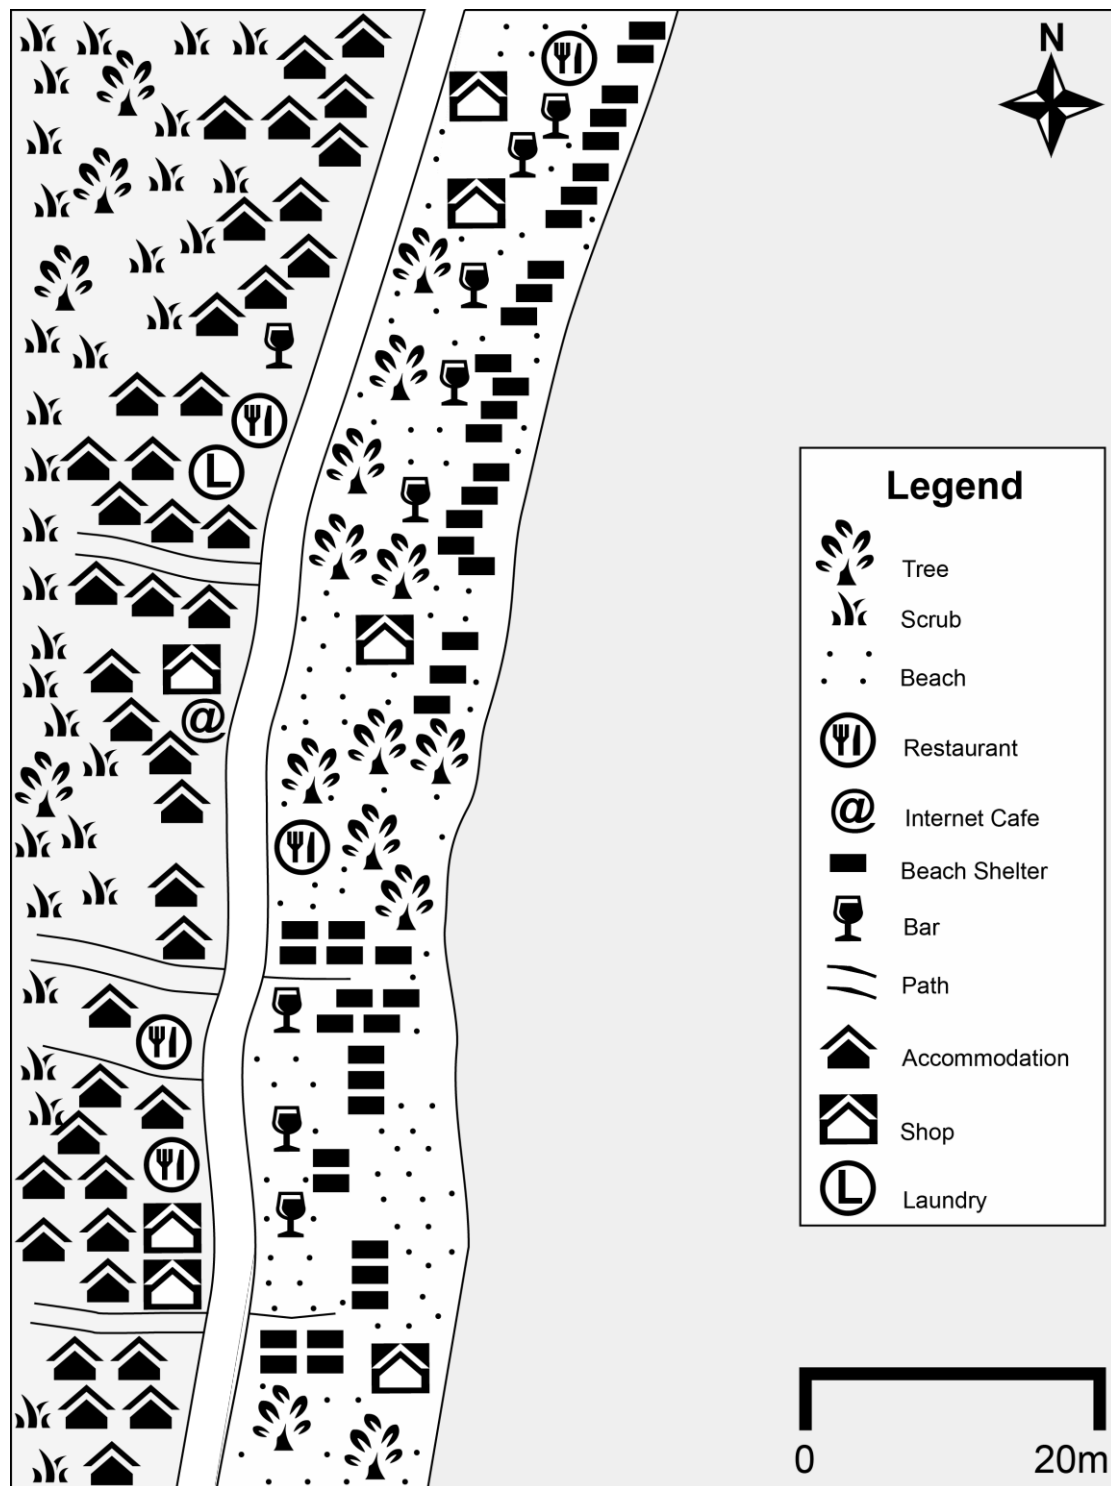 N
L
@
Legend
Tree
Scrub
Beach
Restaurant
@
Internet Cafe
Beach Shelter
Bar
Path
Accommodation
Shop
L
Laundry
0
20m